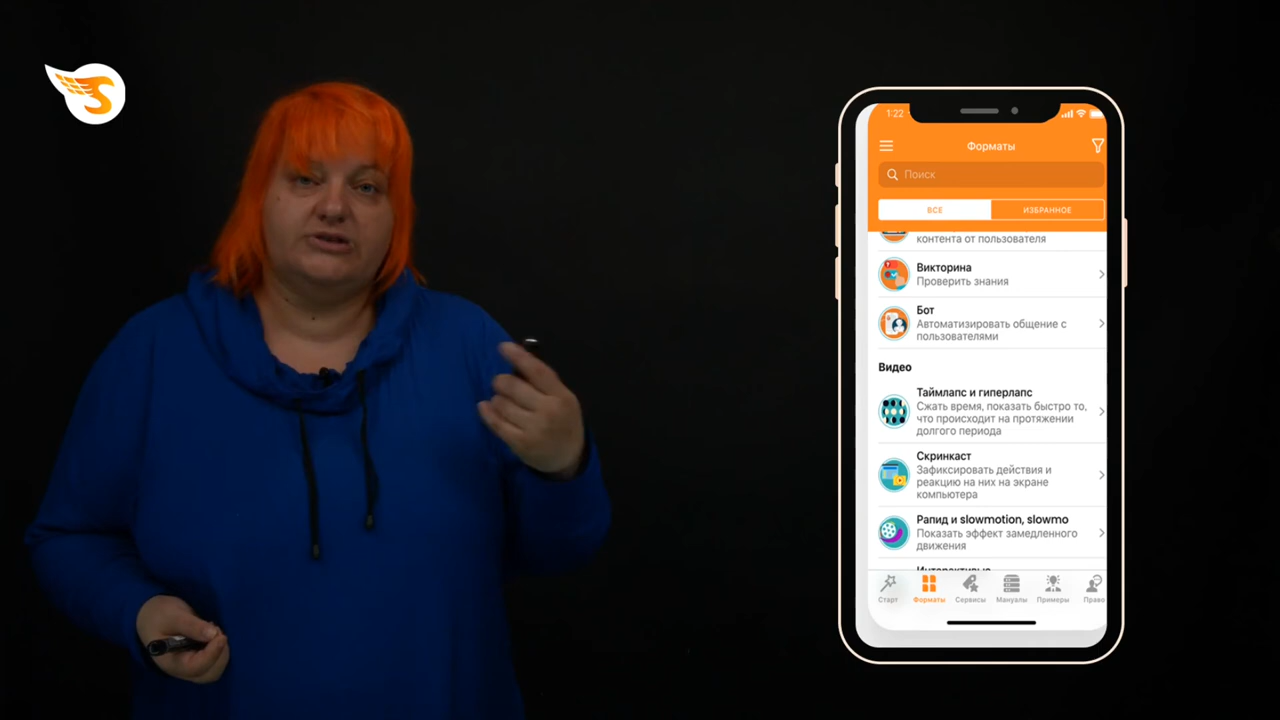 S
1:22
Форматы
Поиск
ВСЕ
ИЗБРАННОЕ
контента от пользователя
Викторина
Проверить знания
Бот
Автоматизировать общение с
пользователями
Видео
Таймлапс и гиперлапс
Сжать время, показать быстро то,
что происходит на протяжении
долгого периода
Скринкаст
Зафиксировать действия и
реакцию на них на экране
компьютера
Рапид и slowmotion, slowmo
Показать эффект замедленного
движения
Старт
Форматы
Сервисы
Мануалы
Примеры
Право